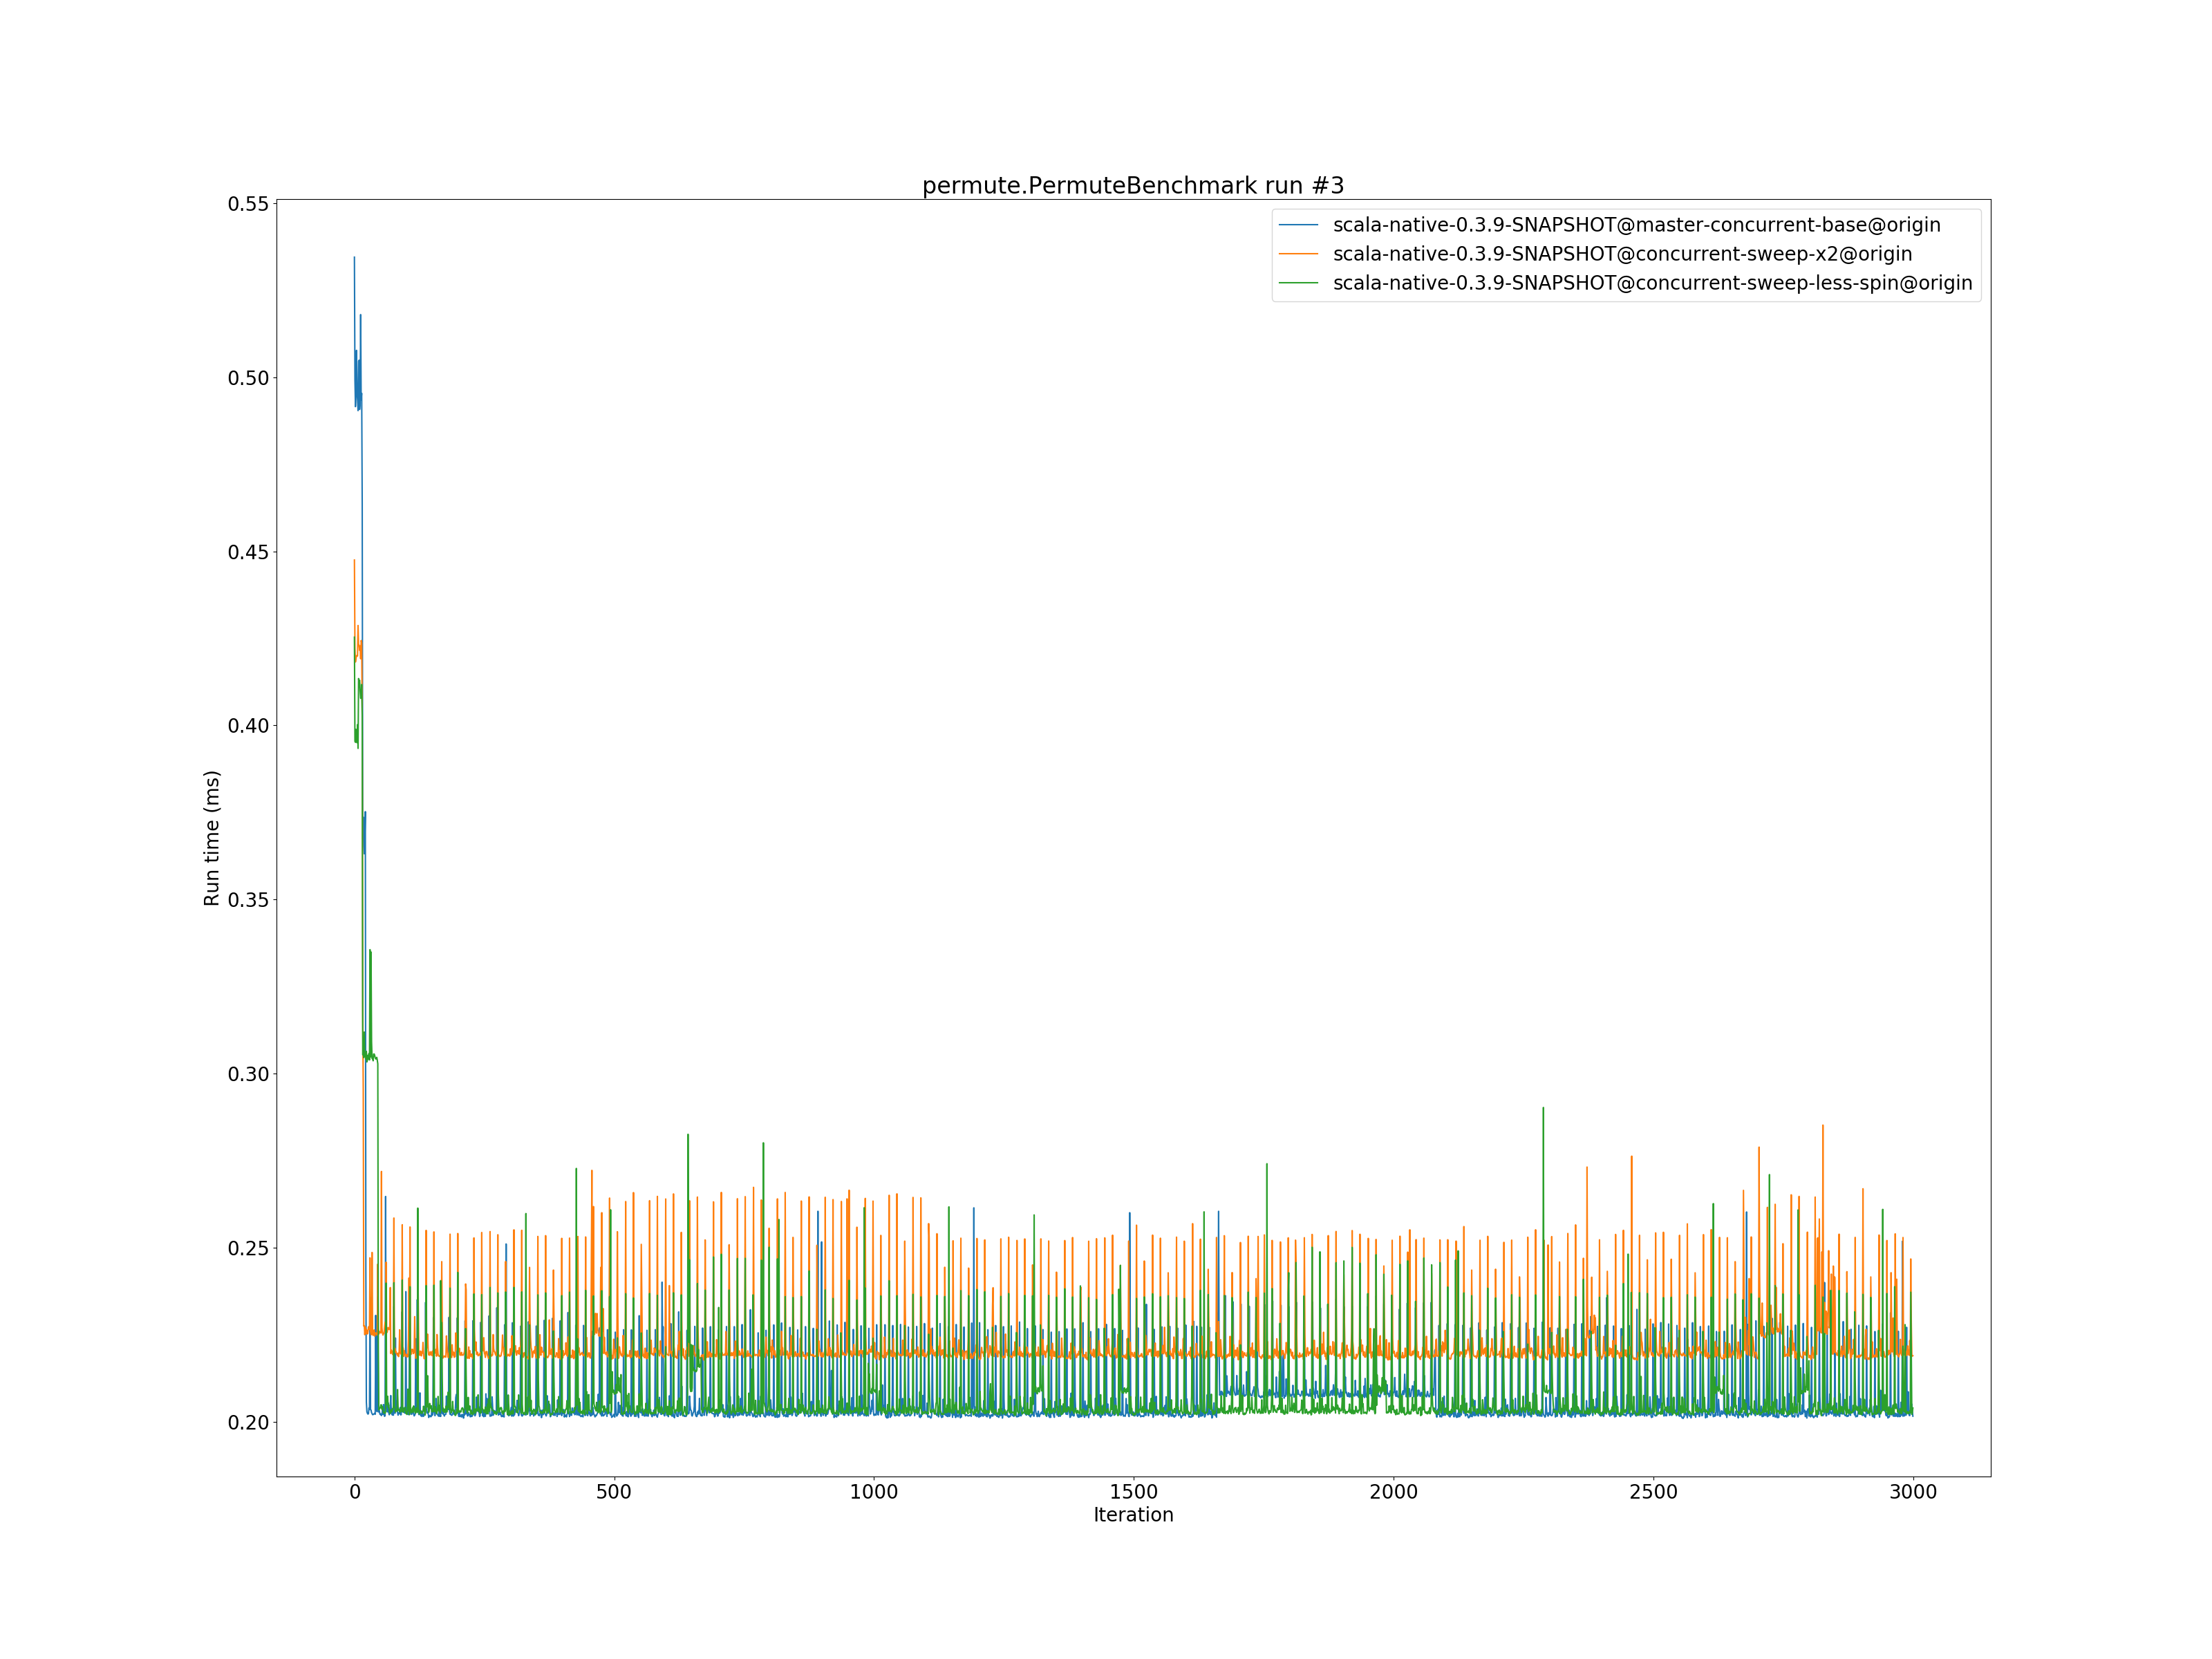 permute.PermuteBenchmark run #3
scala-native-0.3.9-SNAPSHOT@master-concurrent-base@origin
scala-native-0.3.9-SNAPSHOT@concurrent-sweep-x2@origin
scala-native-0.3.9-SNAPSHOT@concurrent-sweep-less-spin@origin
Run time (ms)
0.55
0.50
0.45
0.40
0.35
0.30
0.25
0.20
0 500 1000 1500 2000 2500 3000
Iteration